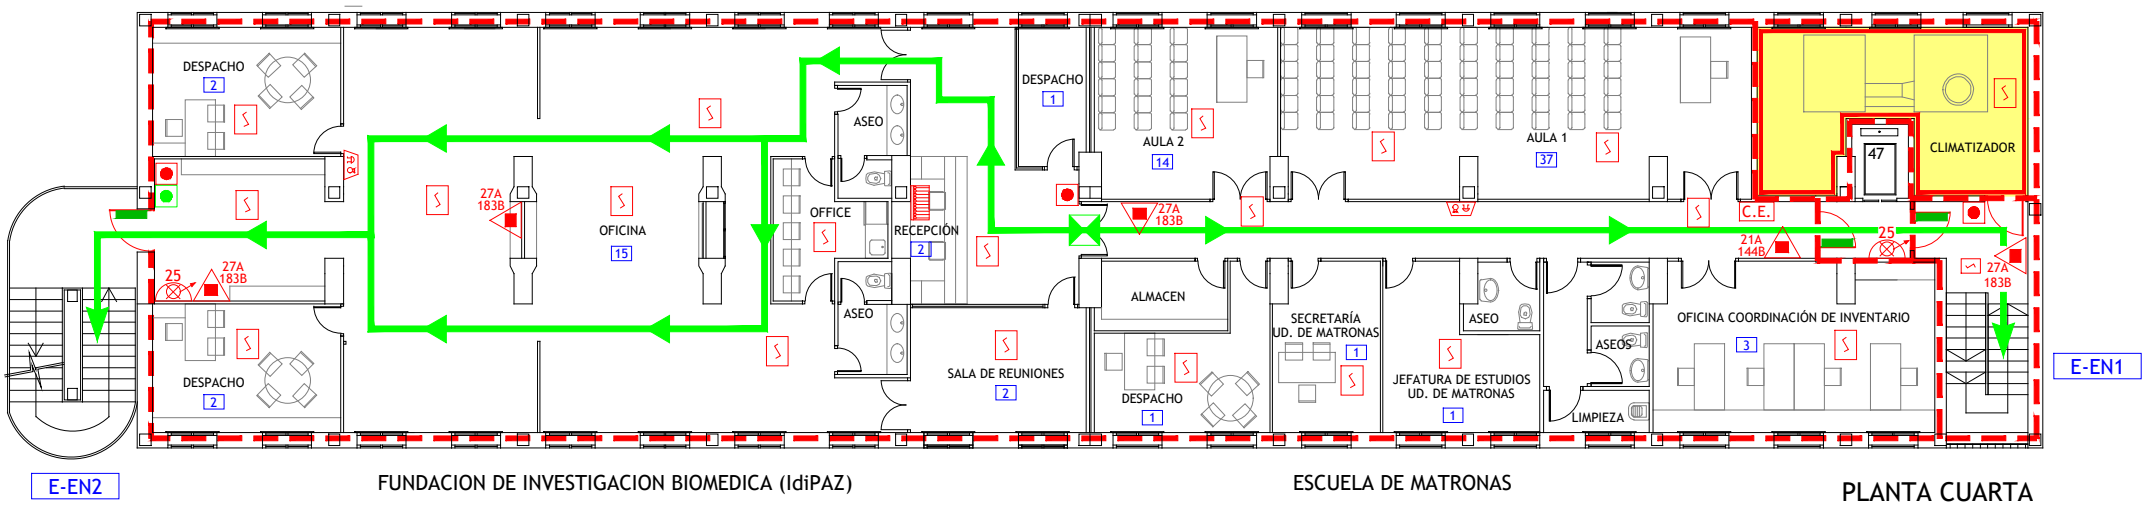 DESPACHO
2
DESPACHO
1
AULA 2
14
AULA 1
37
47
CLIMATIZADOR
ASEO
27A
183B
OFICINA
15
OFFICE
RECEPCIÓN
2
27A
183B
C.E.
21A
144B
25
27A
183B
25
27A
183B
ALMACEN
ASEO
SECRETARÍA
UD. DE MATRONAS
1
ASEO
OFICINA COORDINACIÓN DE INVENTARIO
3
ASEOS
DESPACHO
2
SALA DE REUNIONES
2
DESPACHO
1
JEFATURA DE ESTUDIOS
UD. DE MATRONAS
1
LIMPIEZA
E-EN1
E-EN2
FUNDACION DE INVESTIGACION BIOMEDICA (IdiPAZ)
ESCUELA DE MATRONAS
PLANTA CUARTA